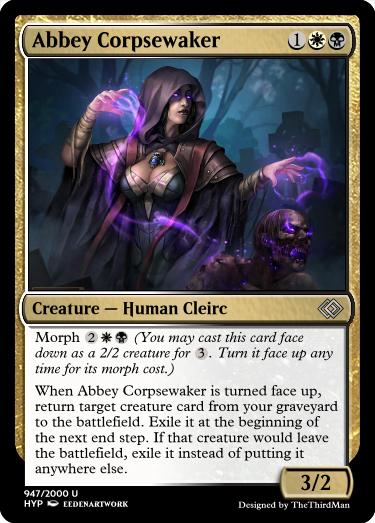 Abbey Corpsewaker 1
Creature — Human Cleirc
Morph 2 (You may cast this card face
down as a 2/2 creature for 3. Turn it face up any
time for its morph cost.)
When Abbey Corpsewaker is turned face up,
return target creature card from your graveyard
to the battlefield. Exile it at the beginning of
the next end step. If that creature would leave
the battlefield, exile it instead of putting it
anywhere else.
3/2
947/2000 U
HYP EEDENARTWORK
Designed by TheThirdMan